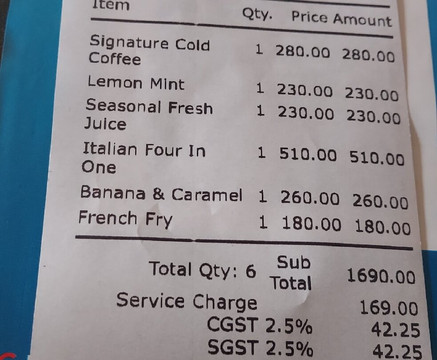 Item Qty. Price Amount
Signature Cold 1 280.00 280.00
Coffee
Lemon Mint 1 230.00 230.00
Seasonal Fresh 1 230.00 230.00
Juice
Italian Four In 1 510.00 510.00
One
Banana & Caramel 1 260.00 260.00
French Fry 1 180.00 180.00
Total Qty: 6 Sub Total 1690.00
Service Charge 169.00
CGST 2.5% 42.25
SGST 2.5% 42.25